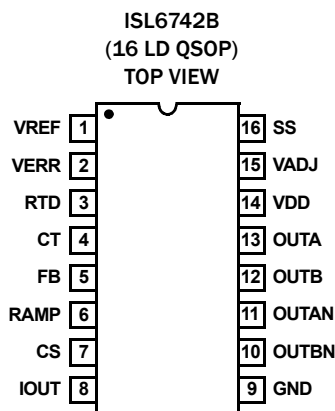 ISL6742B
(16 LD QSOP)
TOP VIEW
VREF 1 16 SS
VERR 2 15 VADJ
RTD 3 14 VDD
CT 4 13 OUTA
FB 5 12 OUTB
RAMP 6 11 OUTAN
CS 7 10 OUTBN
IOUT 8 9 GND